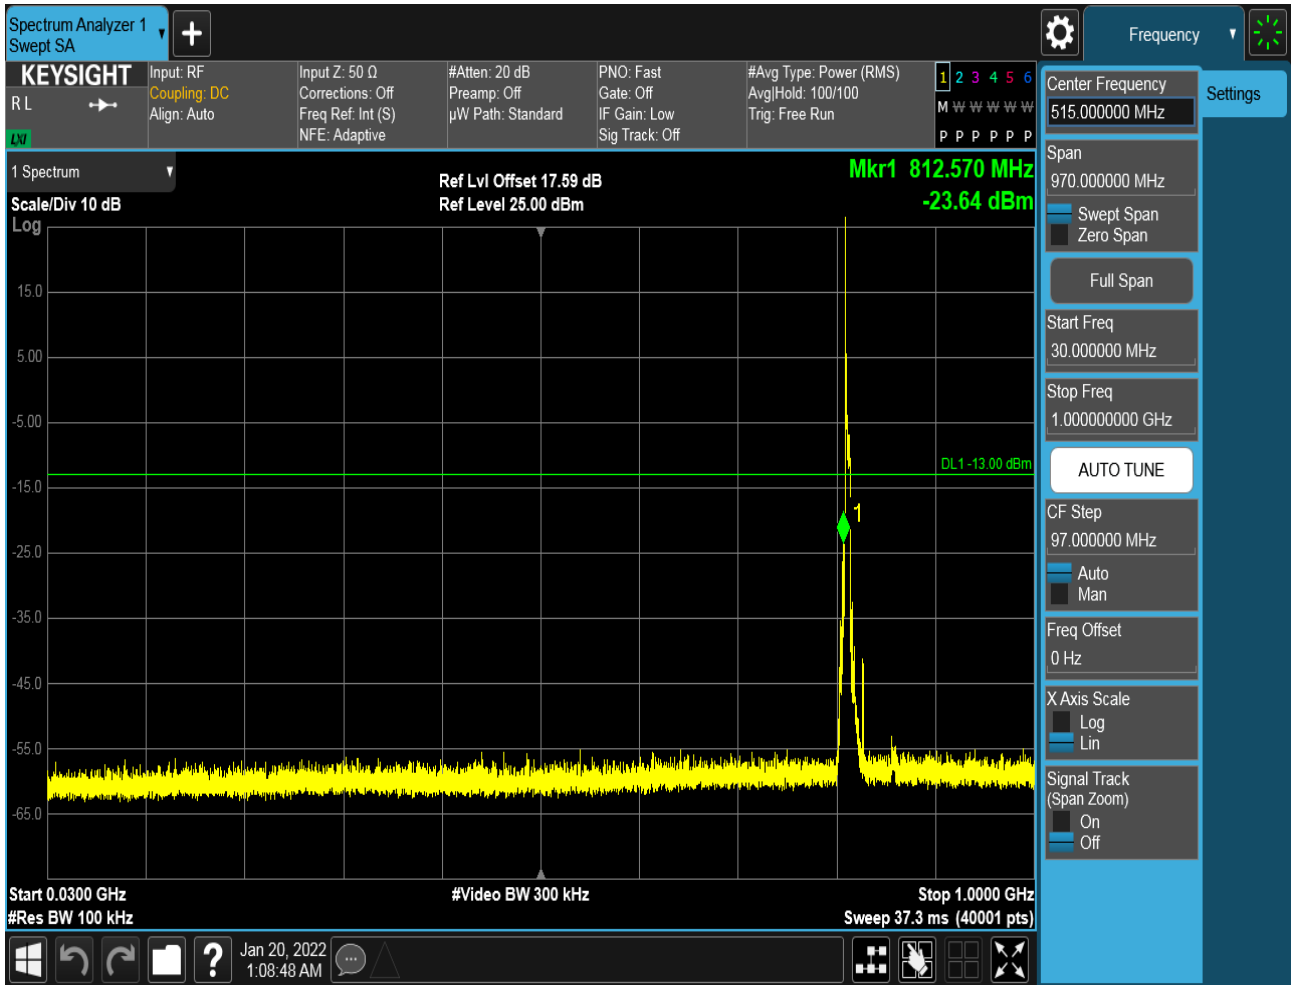 Spectrum Analyzer 1
Swept SA
+
Frequency
KEYSIGHT
R L
LXI
Input: RF
Coupling: DC
Align: Auto
Input Z: 50 Ω
Corrections: Off
Freq Ref: Int (S)
NFE: Adaptive
#Atten: 20 dB
Preamp: Off
µW Path: Standard
PNO: Fast
Gate: Off
IF Gain: Low
Sig Track: Off
#Avg Type: Power (RMS)
Avg|Hold: 100/100
Trig: Free Run
1 2 3 4 5 6
M W W W W W
P P P P P P
1 Spectrum
Scale/Div 10 dB
Log
Ref Lvl Offset 17.59 dB
Ref Level 25.00 dBm
Mkr1 812.570 MHz
-23.64 dBm
15.0
5.00
-5.00
-15.0
-25.0
-35.0
-45.0
-55.0
-65.0
DL1 -13.00 dBm
1
Start 0.0300 GHz
#Res BW 100 kHz
#Video BW 300 kHz
Stop 1.0000 GHz
Sweep 37.3 ms (40001 pts)
Center Frequency
515.000000 MHz
Span
970.000000 MHz
Swept Span
Zero Span
Full Span
Start Freq
30.000000 MHz
Stop Freq
1.000000000 GHz
AUTO TUNE
CF Step
97.000000 MHz
Auto
Man
Freq Offset
0 Hz
X Axis Scale
Log
Lin
Signal Track
(Span Zoom)
On
Off
Settings
?
Jan 20, 2022
1:08:48 AM